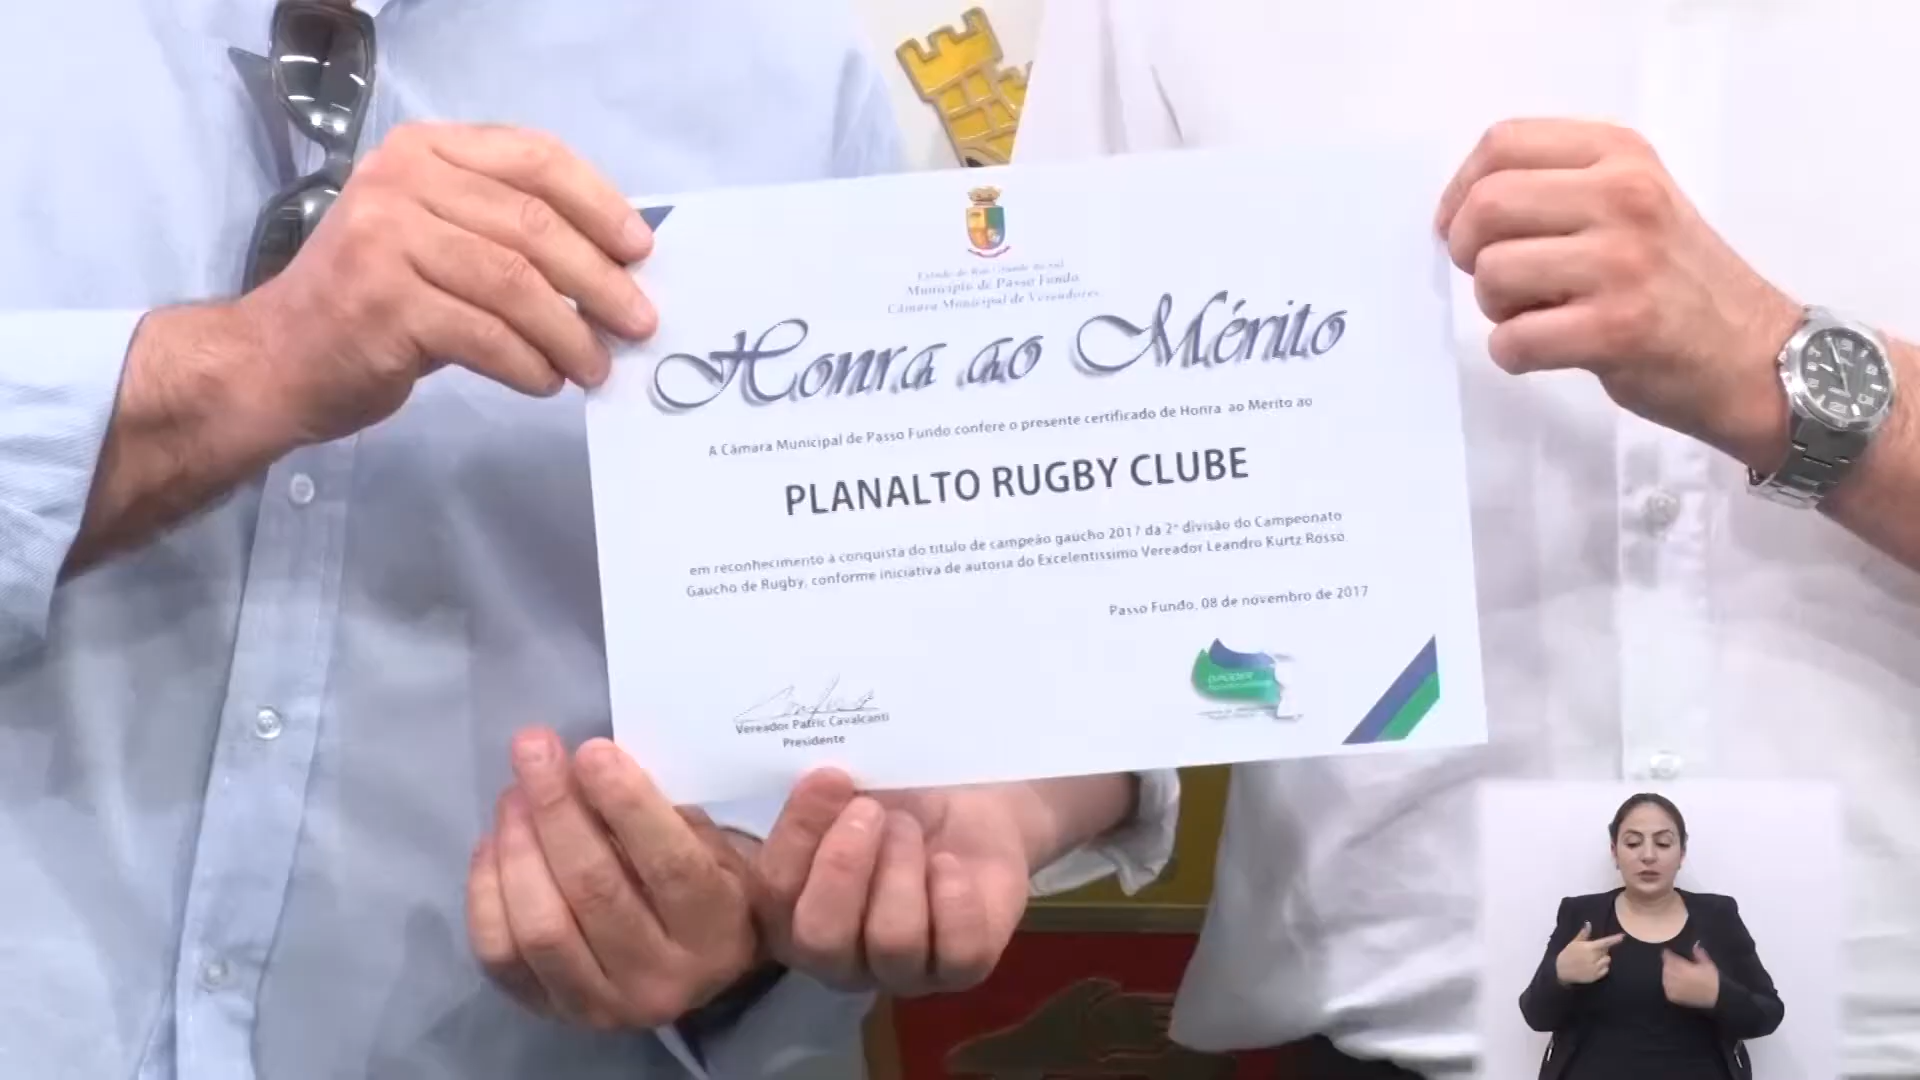 Estado do Rio Grande do Sul
Município de Passo Fundo
Câmara Municipal de Vereadores
Honra ao Mérito
A Câmara Municipal de Passo Fundo confere o presente certificado de Honra ao Mérito ao
PLANALTO RUGBY CLUBE
em reconhecimento à conquista do título de campeão gaúcho 2017 da 2ª divisão do Campeonato
Gaúcho de Rugby, conforme iniciativa de autoria do Excelentíssimo Vereador Leandro Kurtz Rosso.
Passo Fundo, 08 de novembro de 2017
Vereador Patric Cavalcanti
Presidente